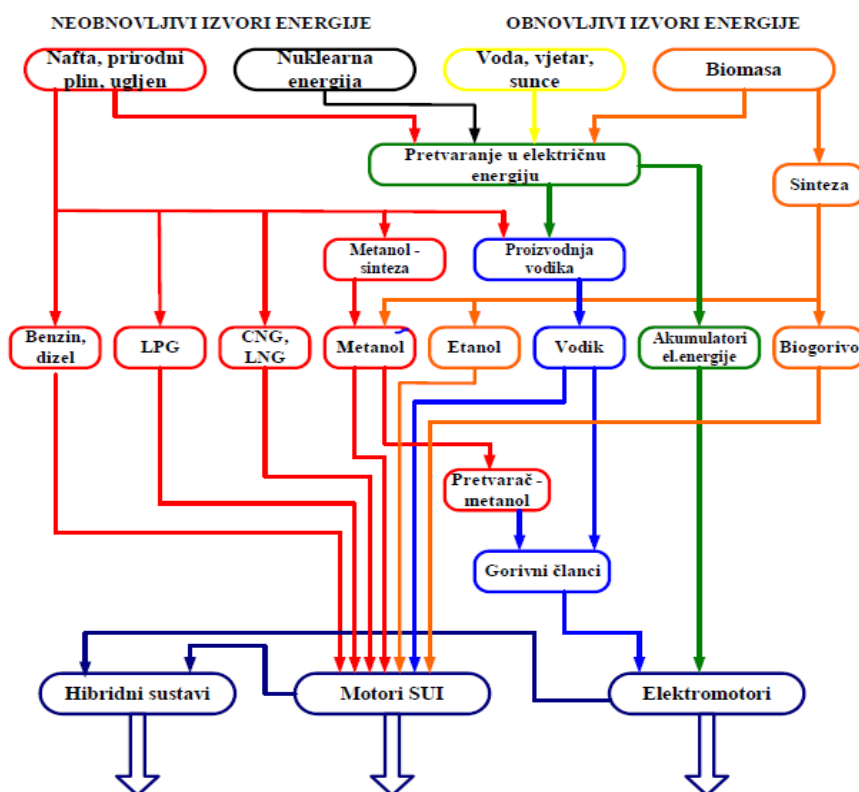 NEOBNOVLJIVI IZVORI ENERGIJE
OBNOVLJIVI IZVORI ENERGIJE
Nafta, prirodni
plin, ugljen
Nuklearna
energija
Voda, vjetar,
sunce
Biomasa
Pretvaranje u električnu
energiju
Sinteza
Metanol -
sinteza
Proizvodnja
vodika
Benzin,
dizel
LPG
CNG,
LNG
Metanol
Etanol
Vodik
Akumulatori
el.energije
Biogorivo
Pretvarač -
metanol
Gorivni članci
Hibridni sustavi
Motori SUI
Elektromotori